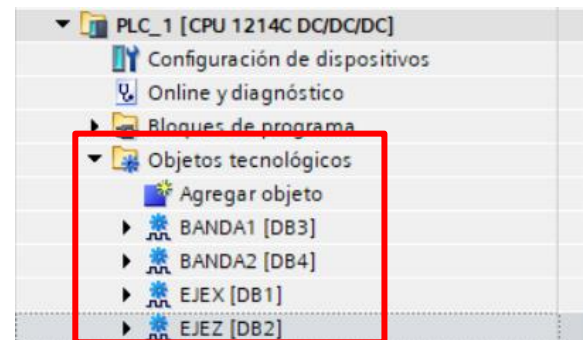 PLC_1 [CPU 1214C DC/DC/DC]
Configuración de dispositivos
Online y diagnóstico
Bloques de programa
Objetos tecnológicos
Agregar objeto
BANDA1 [DB3]
BANDA2 [DB4]
EJEX [DB1]
EJEZ [DB2]